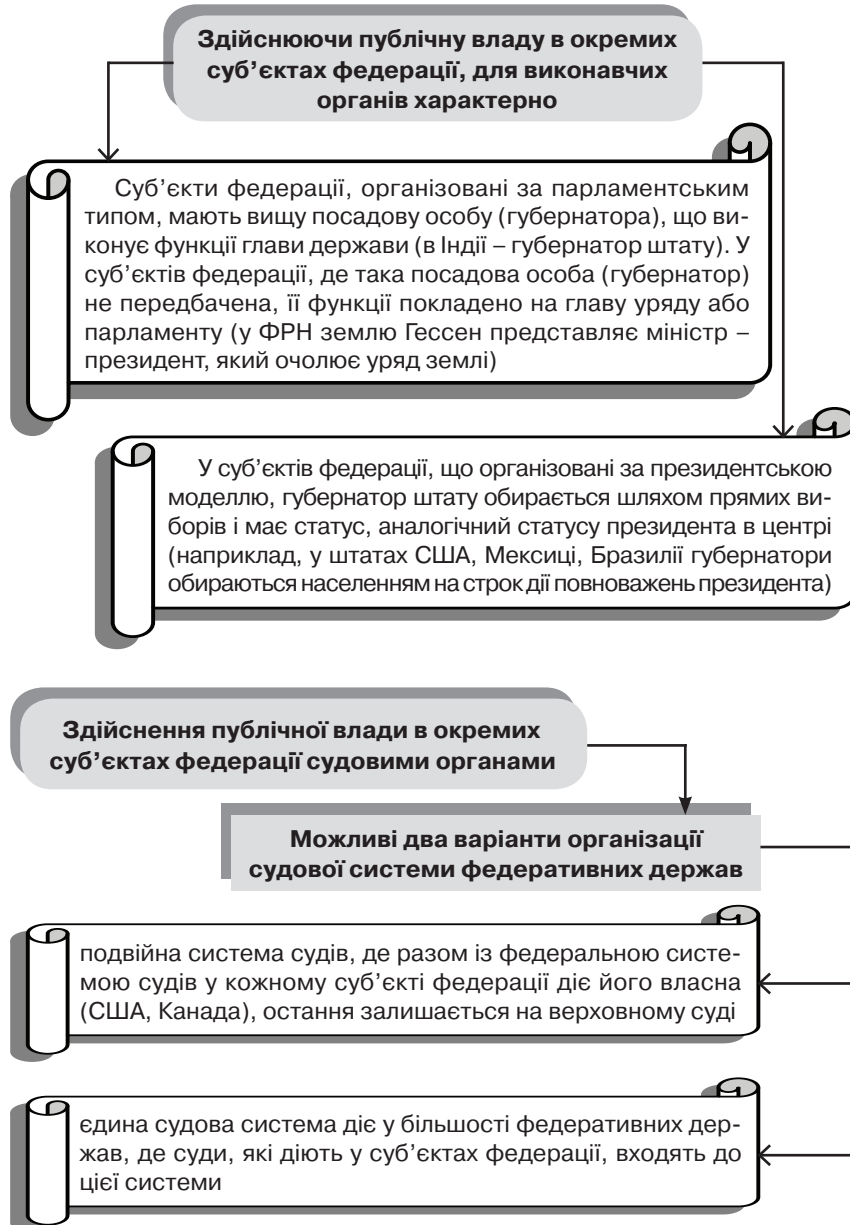 Здійснюючи публічну владу в окремих
суб’єктах федерації, для виконавчих
органів характерно
Суб’єкти федерації, організовані за парламентським
типом, мають вищу посадову особу (губернатора), що ви-
конує функції глави держави (в Індії – губернатор штату). У
суб’єктів федерації, де така посадова особа (губернатор)
не передбачена, її функції покладено на главу уряду або
парламенту (у ФРН землю Гессен представляє міністр –
президент, який очолює уряд землі)
У суб’єктів федерації, що організовані за президентською
моделлю, губернатор штату обирається шляхом прямих ви-
борів і має статус, аналогічний статусу президента в центрі
(наприклад, у штатах США, Мексиці, Бразилії губернатори
обираються населенням на строк дії повноважень президента)
Здійснення публічної влади в окремих
суб’єктах федерації судовими органами
Можливі два варіанти організації
судової системи федеративних держав
подвійна система судів, де разом із федеральною систе-
мою судів у кожному суб’єкті федерації діє його власна
(США, Канада), остання залишається на верховному суді
єдина судова система діє у більшості федеративних дер-
жав, де суди, які діють у суб’єктах федерації, входять до
цієї системи